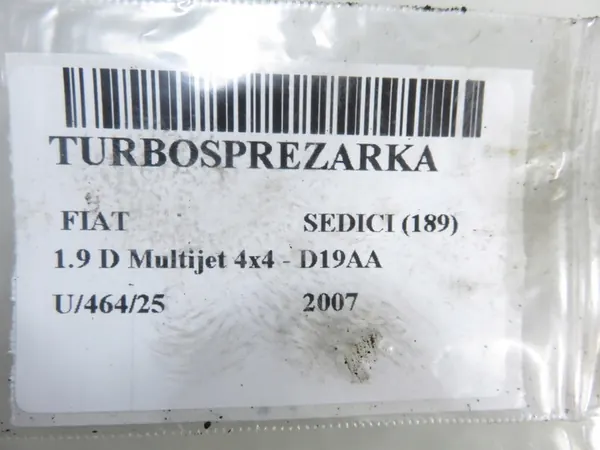 TURBOSPREZARKA
FIAT SEDICI (189)
1.9 D Multijet 4x4 - D19AA
U/464/25 2007